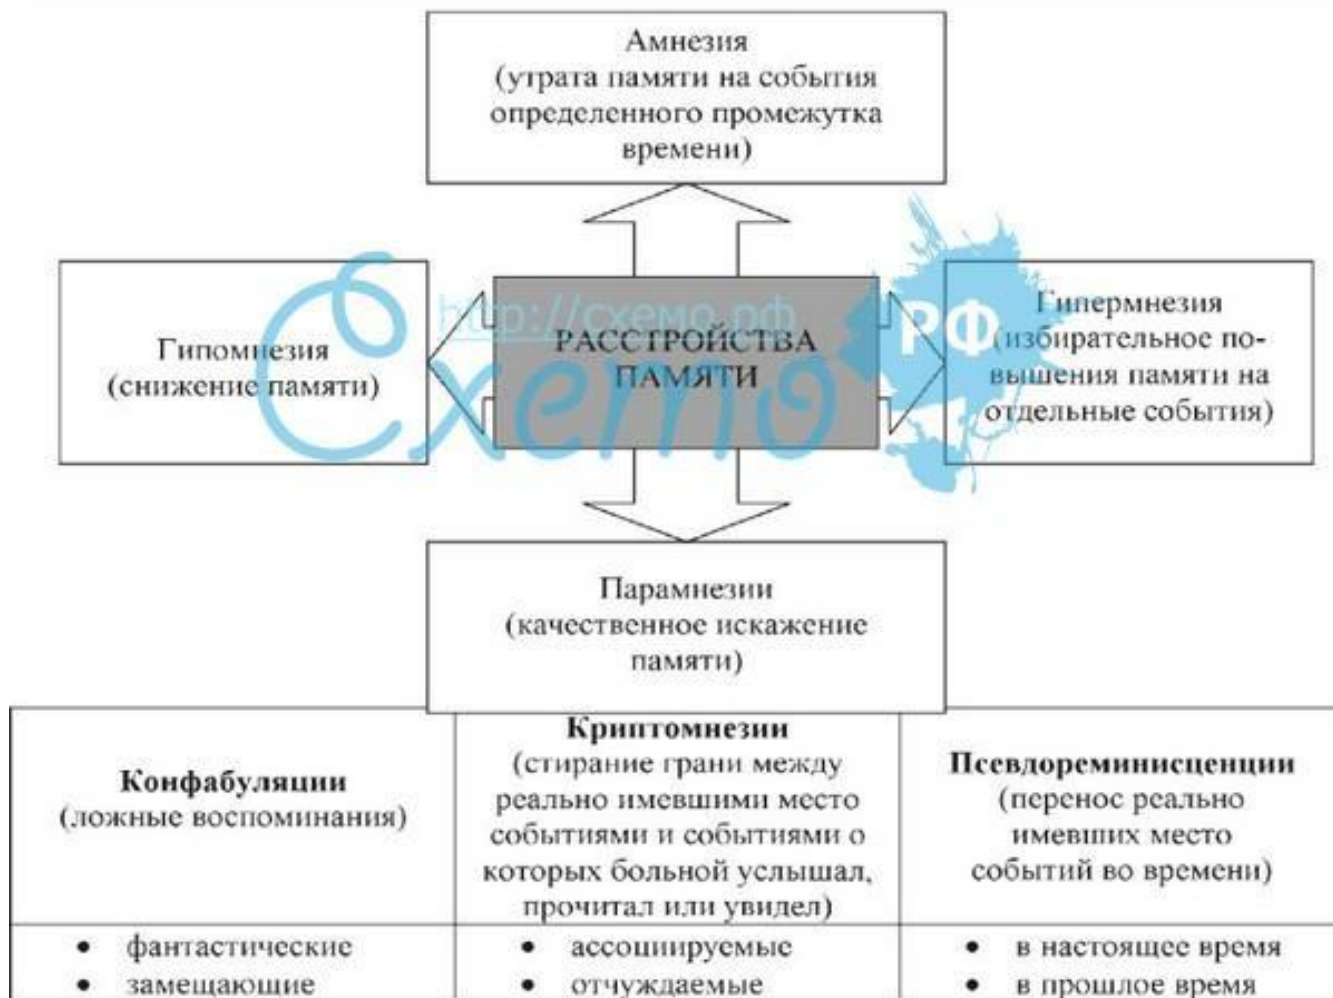 Амнезия
(утрата памяти на события
определенного промежутка
времени)
Гипомнезия
(снижение памяти)
http://схемо.рф
РАССТРОЙСТВА
ПАМЯТИ
Схемо
РФ
Гипермнезия
(избирательное по-
вышения памяти на
отдельные события)
Парамнезии
(качественное искажение
памяти)
Конфабуляции
(ложные воспоминания)
Криптомнезии
(стирание грани между
реально имевшими место
событиями и событиями о
которых больной услышал,
прочитал или увидел)
Псевдореминисценции
(перенос реально
имевших место
событий во времени)
• фантастические
• замещающие
• ассоциируемые
• отчуждаемые
• в настоящее время
• в прошлое время